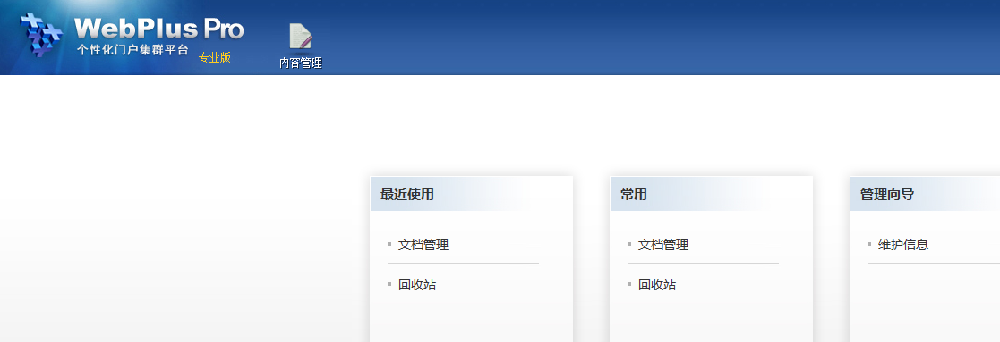 WebPlus Pro
个性化门户集群平台 专业版
内容管理
最近使用
文档管理
回收站
常用
文档管理
回收站
管理向导
维护信息